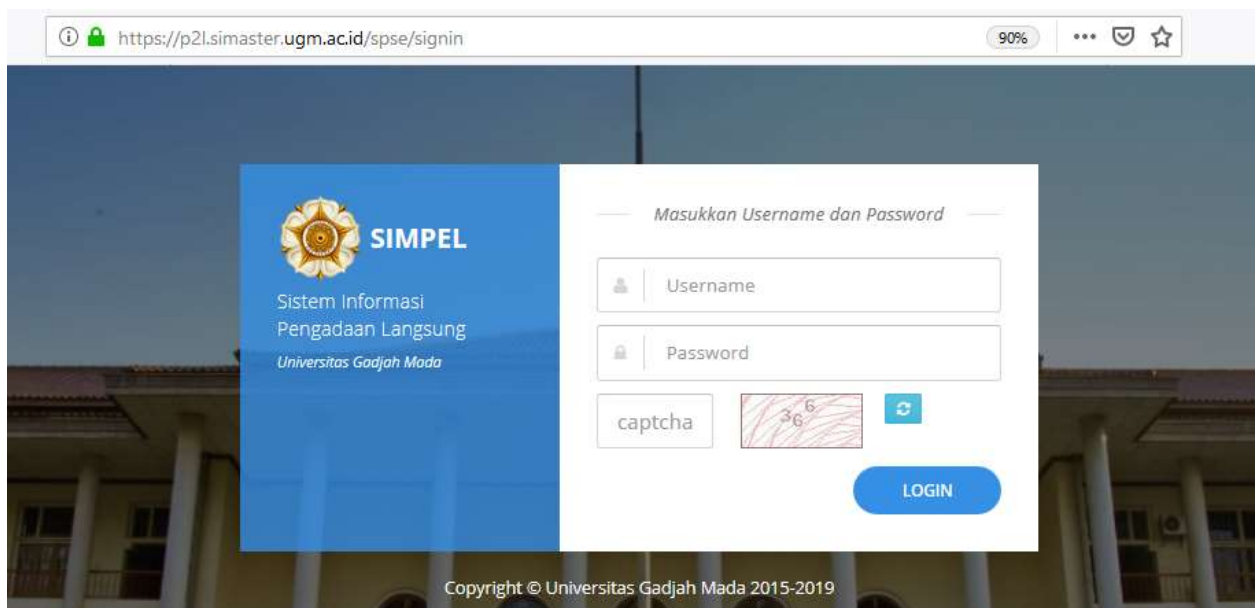 https://p2l.simaster.ugm.ac.id/spse/signin
90%
SIMPEL
Sistem Informasi
Pengadaan Langsung
Universitas Gadjah Mada
Masukkan Username dan Password
Username
Password
captcha
366
LOGIN
Copyright © Universitas Gadjah Mada 2015-2019